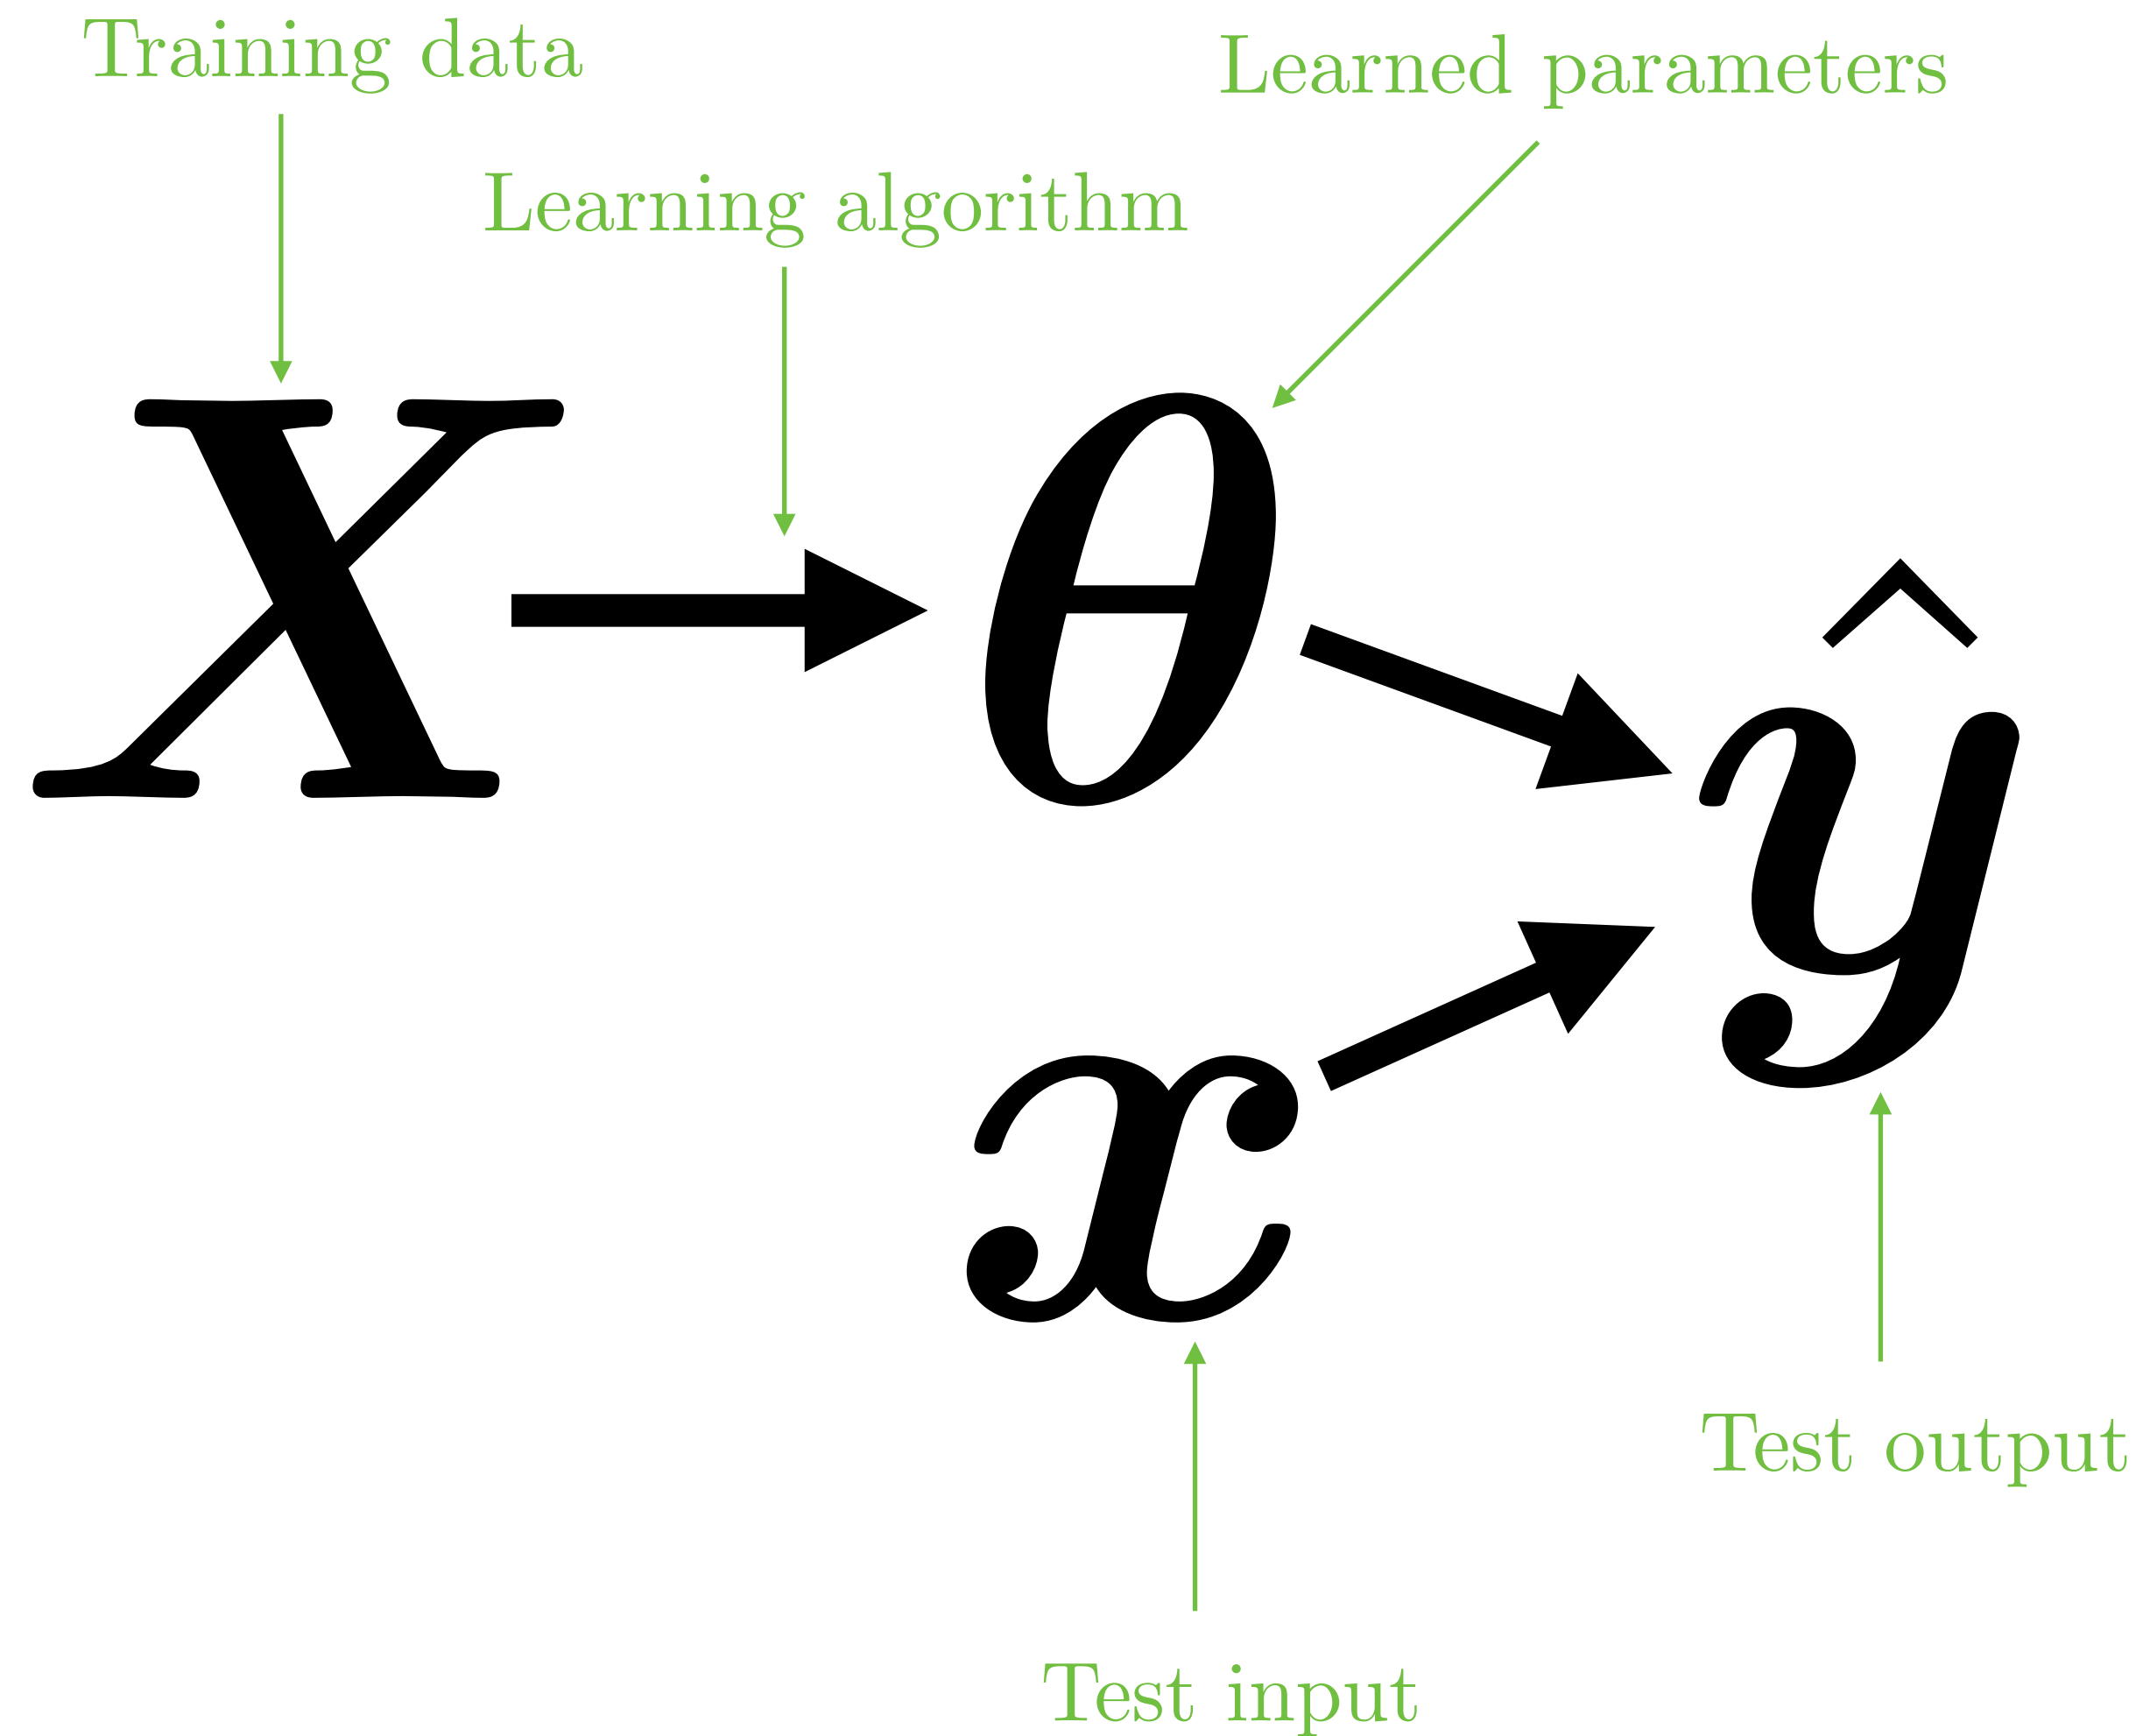 Training data
Learned parameters
Learning algorithm
X
θ
ŷ
x
Test output
Test input